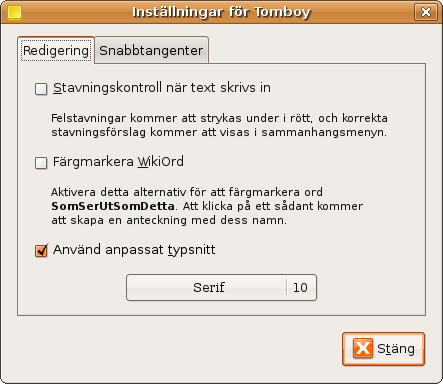 Inställningar för Tomboy
Redigering
Snabbtangenter
Stavningskontroll när text skrivs in
Felstavningar kommer att strykas under i rött, och korrekta
stavningsförslag kommer att visas i sammanhangsmenyn.
Färgmarkera WikiOrd
Aktivera detta alternativ för att färgmarkera ord
SomSerUtSomDetta. Att klicka på ett sådant kommer
att skapa en anteckning med dess namn.
Använd anpassat typsnitt
Serif 10
Stäng